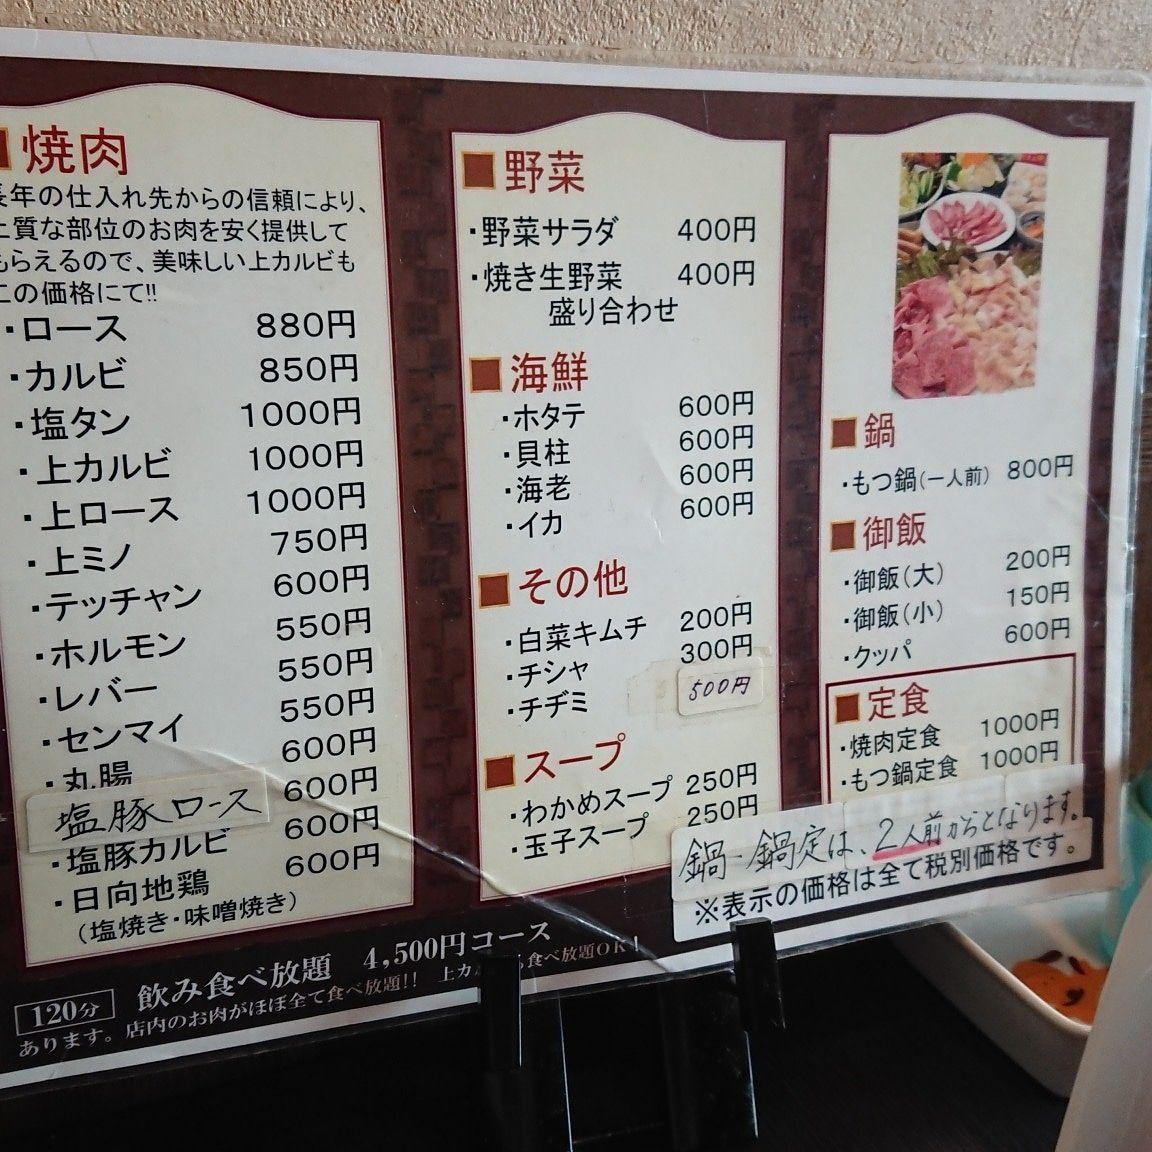 焼肉
長年の仕入れ先からの信頼により、
上質な部位のお肉を安く提供して
もらえるので、美味しい上カルビも
この価格にて!!
・ロース 880円
・カルビ 850円
・塩タン 1000円
・上カルビ 1000円
・上ロース 1000円
・上ミノ 750円
・テッチャン 600円
・ホルモン 550円
・レバー 550円
・センマイ 550円
・丸腸 600円
塩豚ロース 600円
・塩豚カルビ 600円
・日向地鶏 600円
(塩焼き・味噌焼き)
野菜
・野菜サラダ 400円
・焼き生野菜 400円
盛り合わせ
海鮮
・ホタテ 600円
・貝柱 600円
・海老 600円
・イカ 600円
その他
・白菜キムチ 200円
・チシャ 300円
・チヂミ 500円
スープ
・わかめスープ 250円
・玉子スープ 250円
鍋
・もつ鍋(一人前) 800円
御飯
・御飯(大) 200円
・御飯(小) 150円
・クッパ 600円
定食
・焼肉定食 1000円
・もつ鍋定食 1000円
鍋・鍋定は、2人前からとなります。
※表示の価格は全て税別価格です。
120分 飲み食べ放題 4,500円コース
あります。店内のお肉がほぼ全て食べ放題!! 上カ 食べ放題OK!